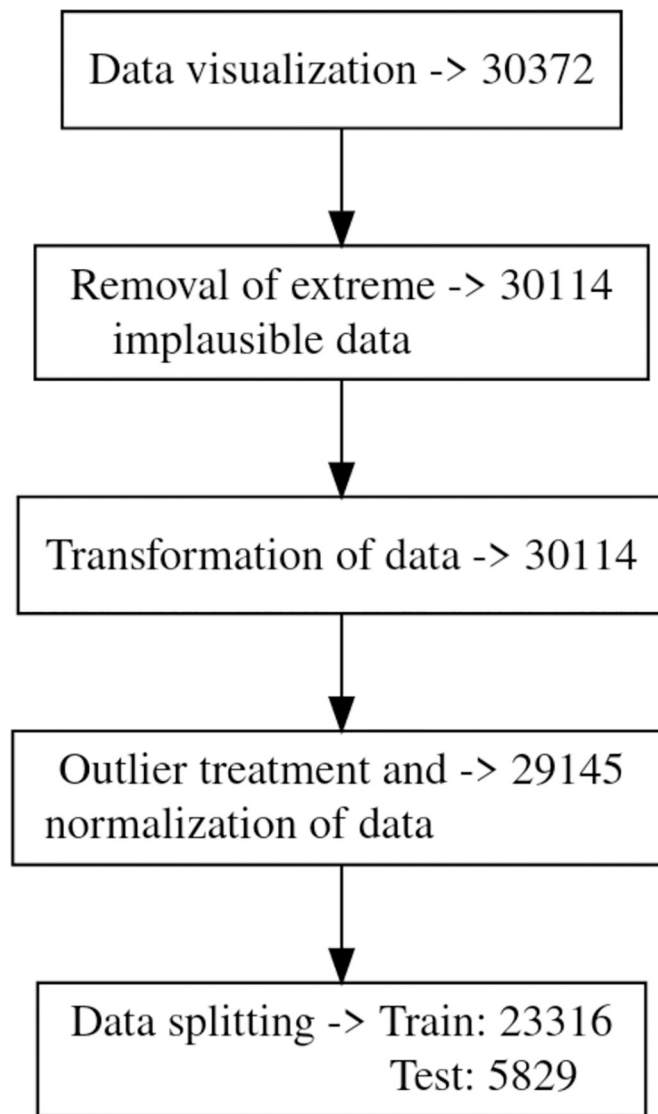 Data visualization -> 30372
Removal of extreme -> 30114
implausible data
Transformation of data -> 30114
Outlier treatment and -> 29145
normalization of data
Data splitting -> Train: 23316
Test: 5829